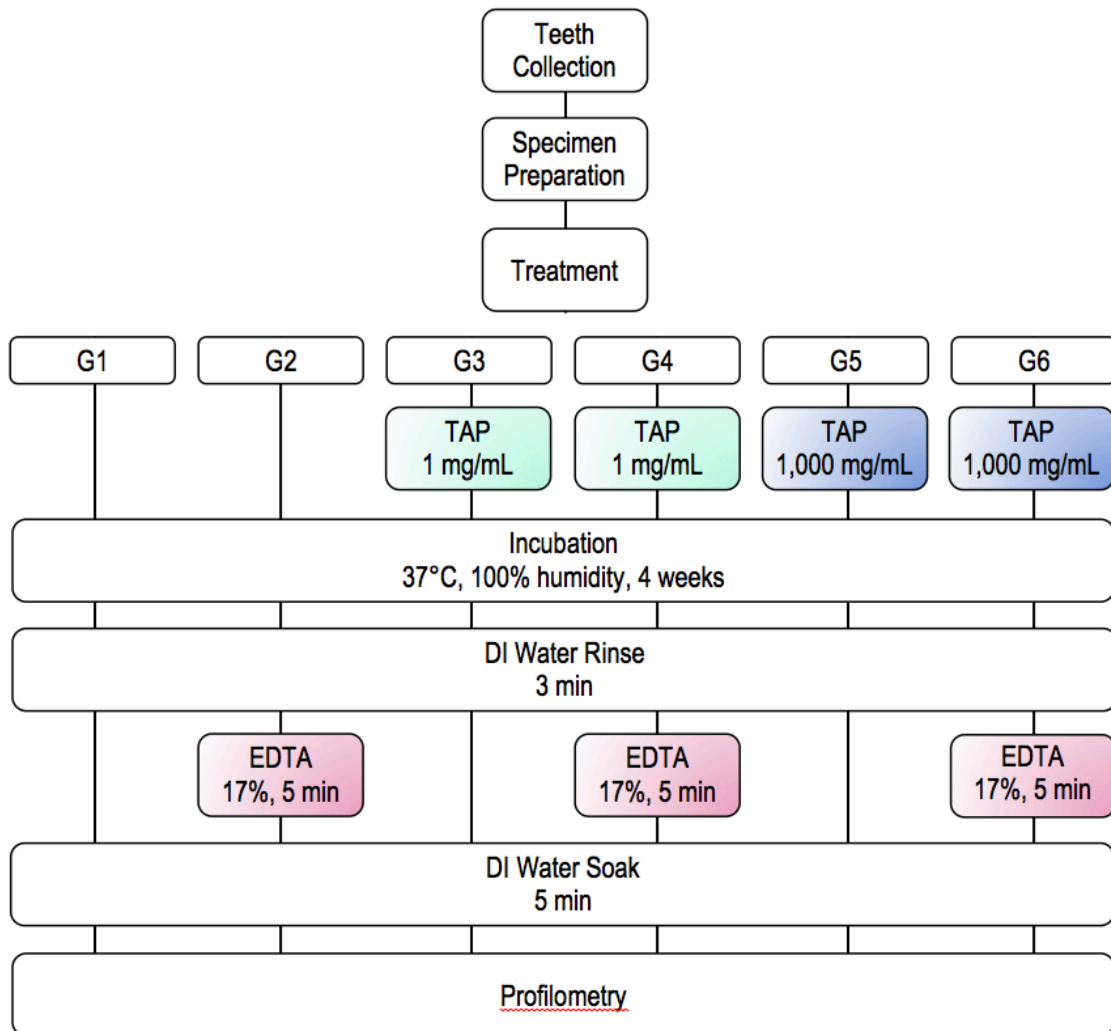 Teeth
Collection
Specimen
Preparation
Treatment
G1
G2
G3
G4
G5
G6
TAP
1 mg/mL
TAP
1 mg/mL
TAP
1,000 mg/mL
TAP
1,000 mg/mL
Incubation
37°C, 100% humidity, 4 weeks
DI Water Rinse
3 min
EDTA
17%, 5 min
EDTA
17%, 5 min
EDTA
17%, 5 min
DI Water Soak
5 min
Profilometry